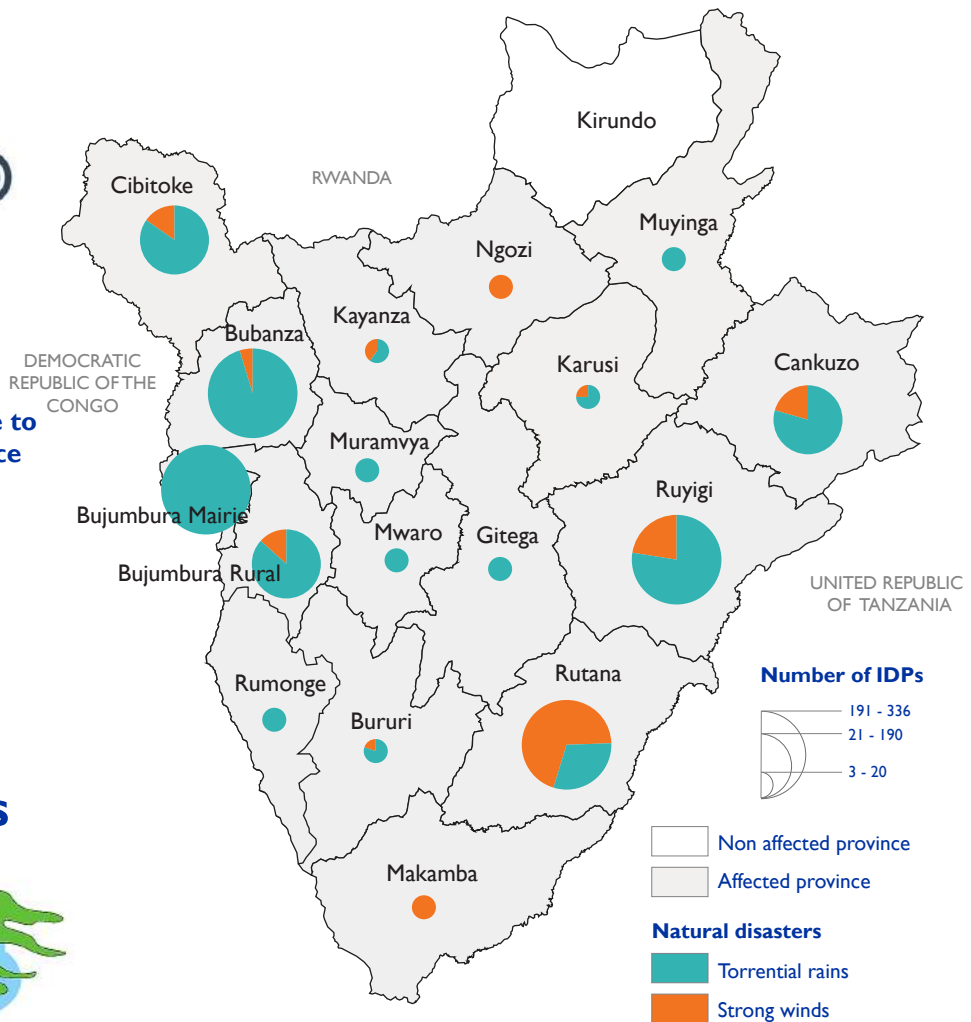 Kirundo
RWANDA
Cibitoke
Muyinga
Ngozi
Kayanza
Bubanza
DEMOCRATIC
REPUBLIC OF THE
CONGO
Karusi
Cankuzo
e to
ce
Muramvya
Ruyigi
Bujumbura Mairie
Mwaro
Gitega
Bujumbura Rural
UNITED REPUBLIC
OF TANZANIA
Rutana
Rumonge
Bururi
Number of IDPs
191 - 336
21 - 190
3 - 20
s
Non affected province
Makamba
Affected province
Natural disasters
Torrential rains
Strong winds